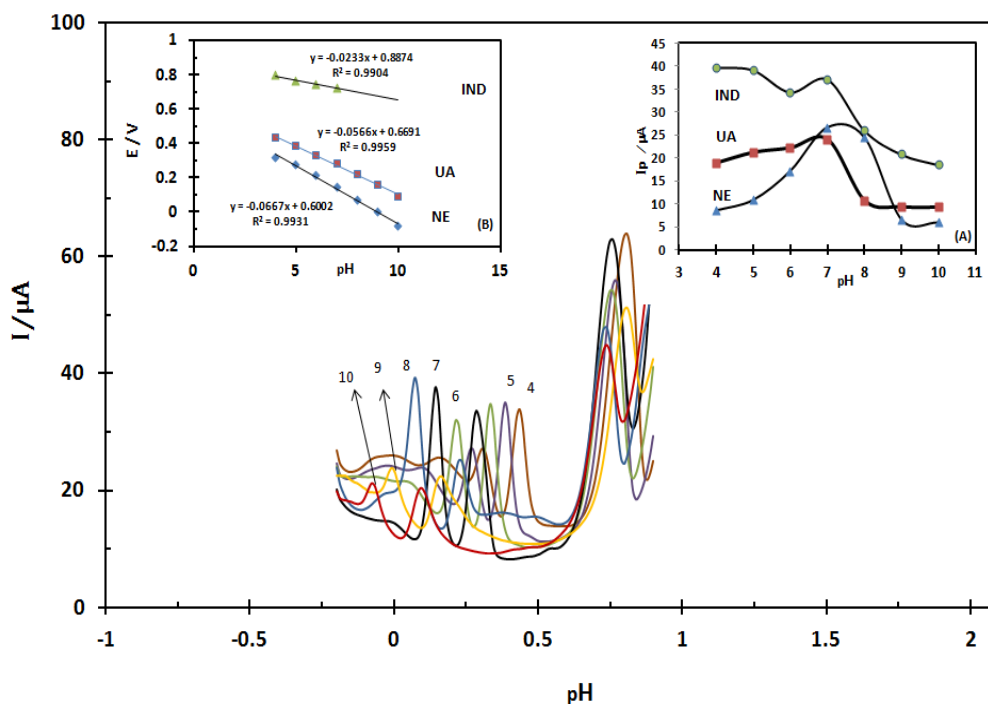 100
80
60
40
20
0
I /µA
-1
-0.5
0
0.5
1
1.5
2
pH
10
9
8
7
6
5
4
1
0.8
0.6
0.4
0.2
0
-0.2
E /V
0
5
10
15
pH
y = -0.0233x + 0.8874
R² = 0.9904
IND
y = -0.0566x + 0.6691
R² = 0.9959
UA
y = -0.0667x + 0.6002
R² = 0.9931
NE
(B)
45
40
35
30
25
20
15
10
5
0
Ip / µA
IND
UA
NE
(A)
3
4
5
6
7
8
9
10
11
pH